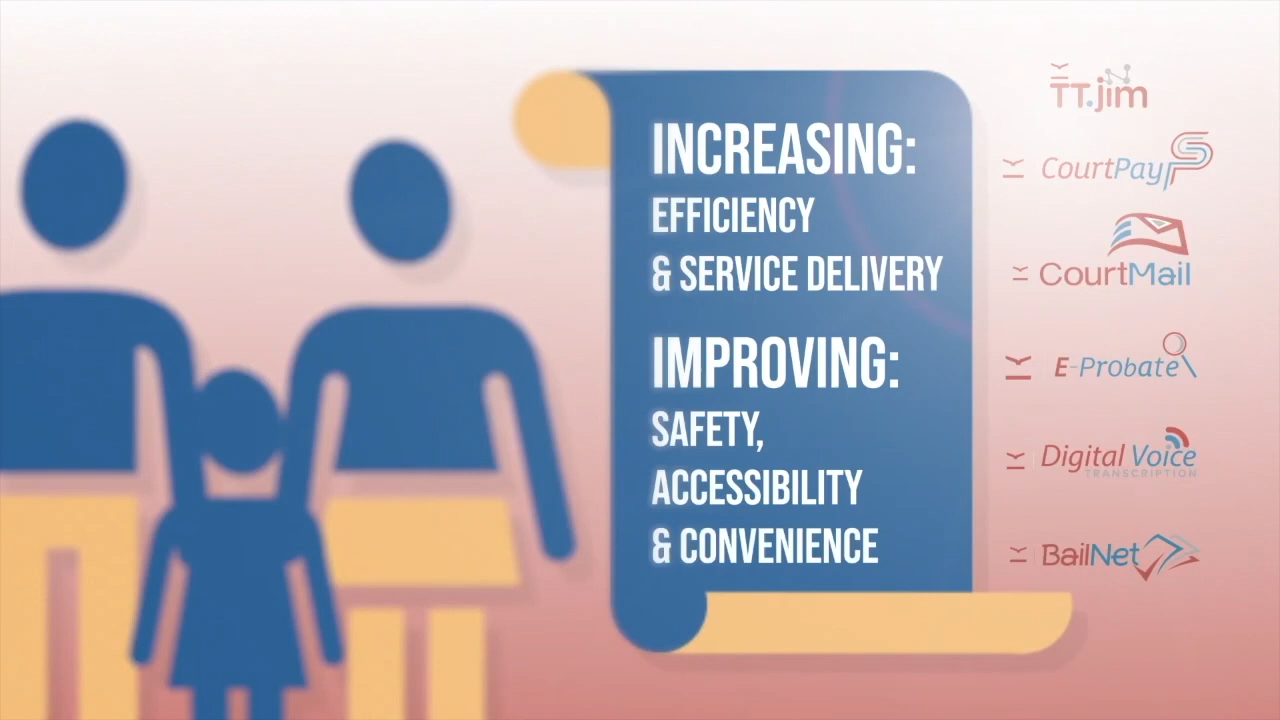 INCREASING:
EFFICIENCY
& SERVICE DELIVERY
IMPROVING:
SAFETY,
ACCESSIBILITY
& CONVENIENCE
TT.jim
CourtPay
CourtMail
E-Probate
Digital Voice
TRANSCRIPTION
BailNet